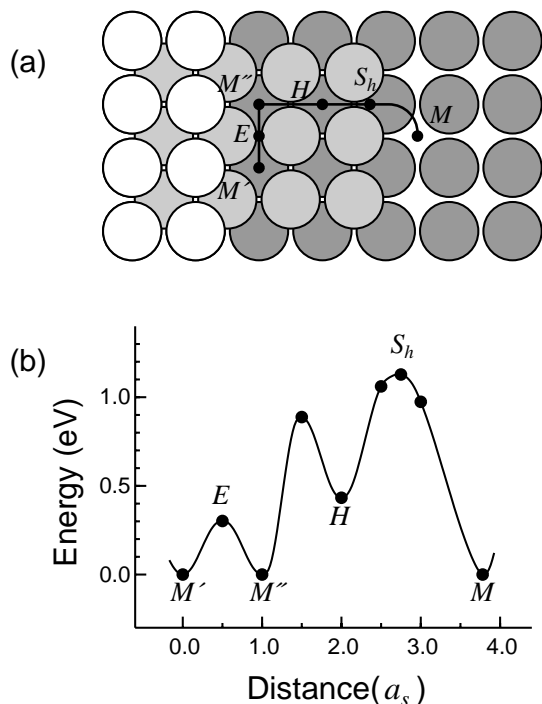 (a)
M″ H S_h M
E
M′
(b)
S_h
1.0
E
0.5
H
0.0
M′ M″ M
0.0 1.0 2.0 3.0 4.0
Energy (eV)
Distance(a_s)